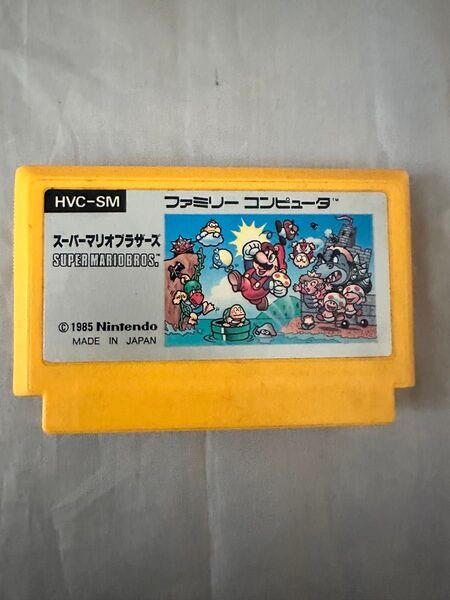 HVC-SM
ファミリー コンピュータ™
スーパーマリオブラザーズ
SUPER MARIO BROS.™
© 1985 Nintendo
MADE IN JAPAN